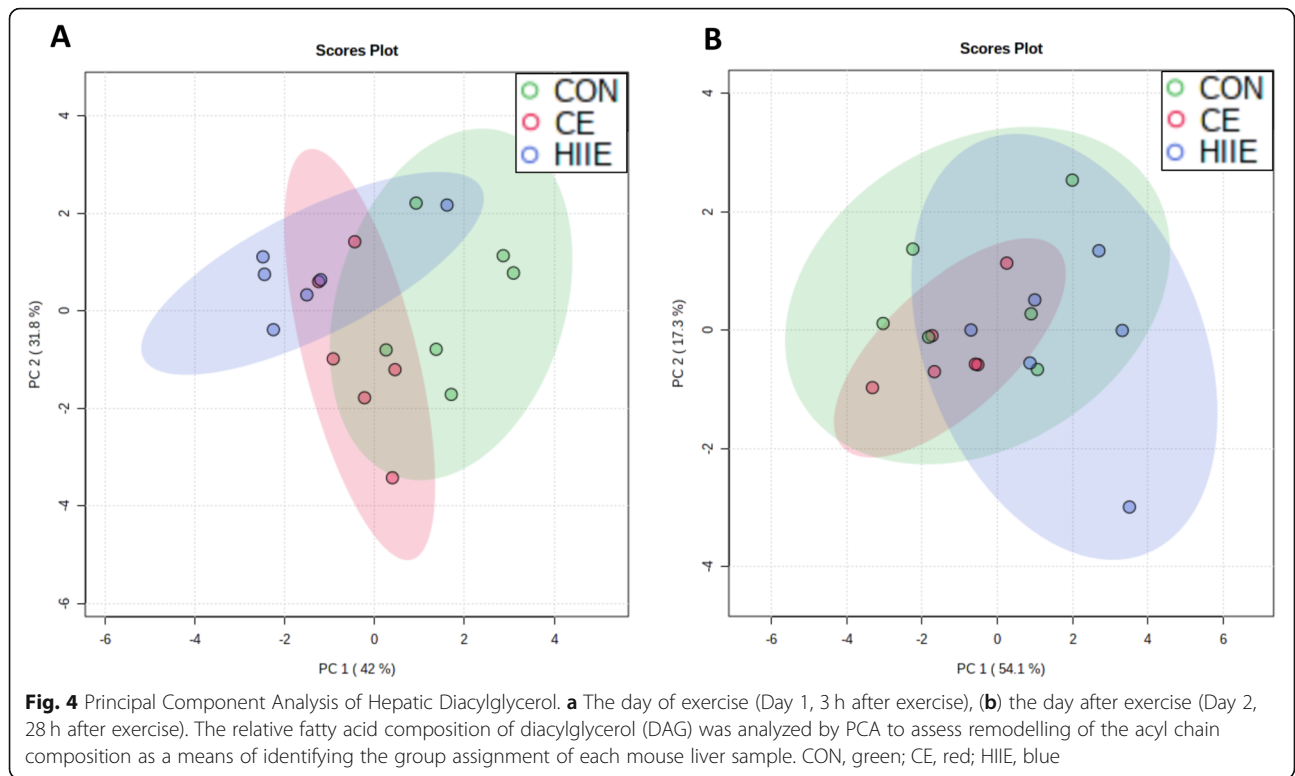 A
Scores Plot
CON
CE
HIIE
4
2
0
-2
-4
-6
PC 2 ( 31.8 %)
-6 -4 -2 0 2 4
PC 1 ( 42 %)
B
Scores Plot
CON
CE
HIIE
4
2
0
-2
-4
PC 2 ( 17.3 %)
-6 -4 -2 0 2 4 6
PC 1 ( 54.1 %)
Fig. 4 Principal Component Analysis of Hepatic Diacylglycerol. a The day of exercise (Day 1, 3 h after exercise), (b) the day after exercise (Day 2,
28 h after exercise). The relative fatty acid composition of diacylglycerol (DAG) was analyzed by PCA to assess remodelling of the acyl chain
composition as a means of identifying the group assignment of each mouse liver sample. CON, green; CE, red; HIIE, blue